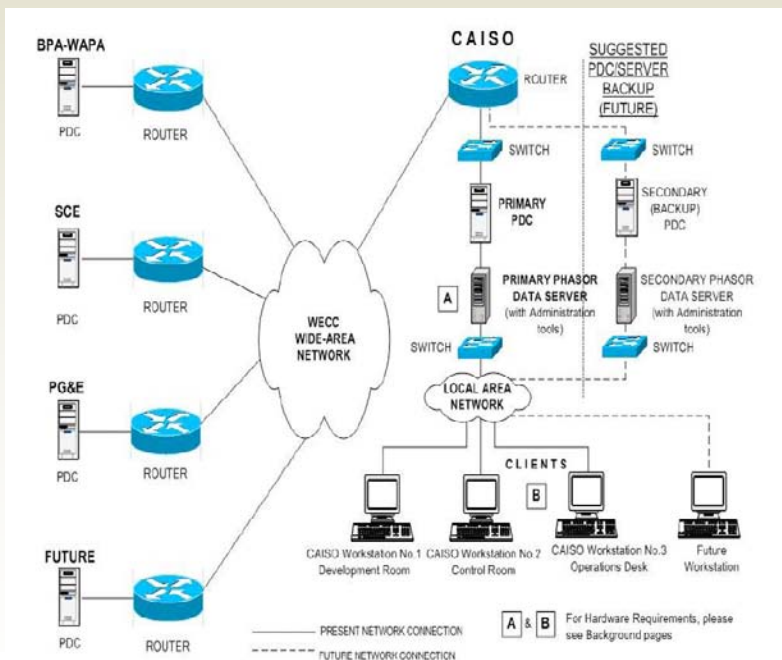 BPA-WAPA
PDC
ROUTER
SCE
PDC
ROUTER
PG&E
PDC
ROUTER
FUTURE
PDC
ROUTER
WECC
WIDE-AREA
NETWORK
CAISO
ROUTER
SWITCH
PRIMARY
PDC
A
PRIMARY PHASOR
DATA SERVER
(with Administration
tools)
SWITCH
LOCAL AREA
NETWORK
SUGGESTED
PDC/SERVER
BACKUP
(FUTURE)
SWITCH
SECONDARY
(BACKUP)
PDC
SECONDARY PHASOR
DATA SERVER
(with Administration
tools)
SWITCH
CLIENTS
B
CAISO Workstation No.1
Development Room
CAISO Workstation No.2
Control Room
CAISO Workstation No.3
Operations Desk
Future
Workstation
PRESENT NETWORK CONNECTION
FUTURE NETWORK CONNECTION
A & B For Hardware Requirements, please
see Background pages